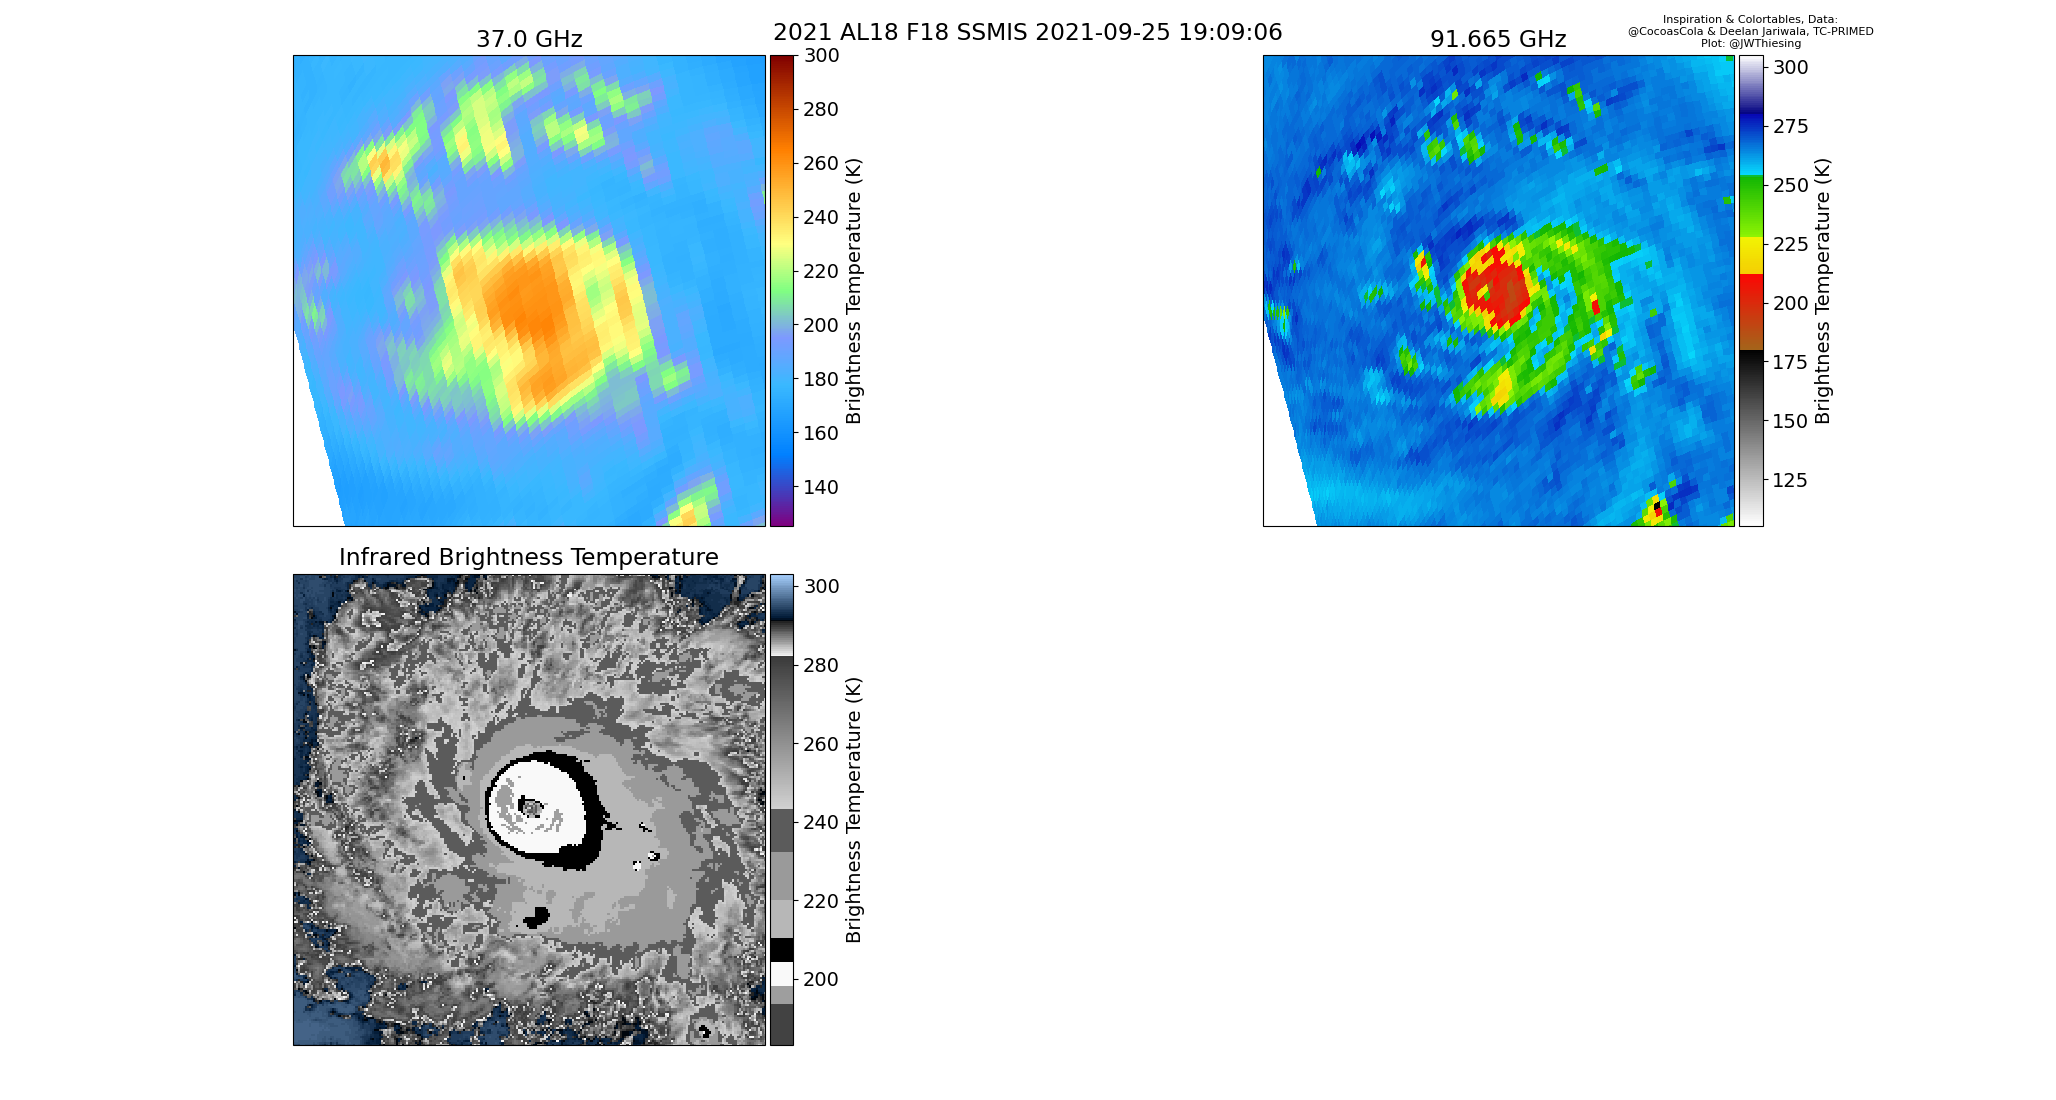 2021 AL18 F18 SSMIS 2021-09-25 19:09:06
Inspiration & Colortables, Data:
@CocoasCola & Deelan Jariwala, TC-PRIMED
Plot: @JWThiesing
37.0 GHz
300
280
260
240
220
200
180
160
140
Brightness Temperature (K)
91.665 GHz
300
275
250
225
200
175
150
125
Brightness Temperature (K)
Infrared Brightness Temperature
300
280
260
240
220
200
Brightness Temperature (K)